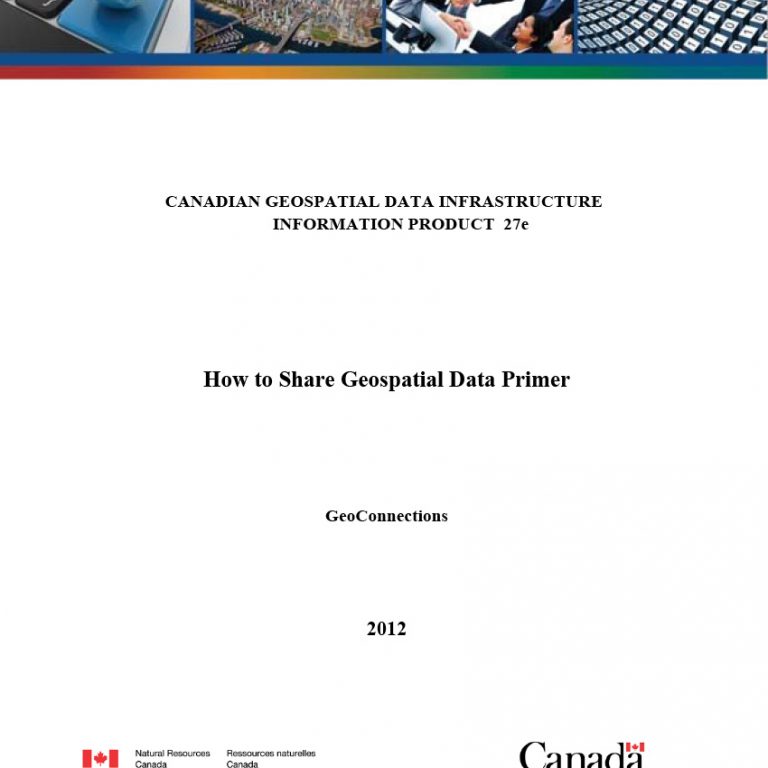 CANADIAN GEOSPATIAL DATA INFRASTRUCTURE
INFORMATION PRODUCT 27e
How to Share Geospatial Data Primer
GeoConnections
2012
Natural Resources Ressources naturelles
Canada Canada
Canada